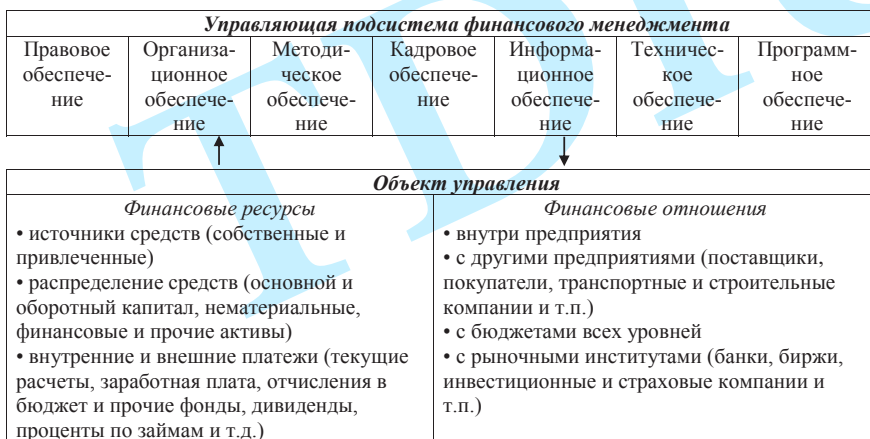 Управляющая подсистема финансового менеджмента
Правовое обеспече-
ние
Организа-
ционное
обеспече-
ние
Методи-
ческое
обеспече-
ние
Кадровое
обеспече-
ние
Информа-
ционное
обеспече-
ние
Техничес-
кое
обеспече-
ние
Программ-
ное
обеспече-
ние
Объект управления
Финансовые ресурсы
• источники средств (собственные и
привлеченные)
• распределение средств (основной и
оборотный капитал, нематериальные,
финансовые и прочие активы)
• внутренние и внешние платежи (текущие
расчеты, заработная плата, отчисления в
бюджет и прочие фонды, дивиденды,
проценты по займам и т.д.)
Финансовые отношения
• внутри предприятия
• с другими предприятиями (поставщики,
покупатели, транспортные и строительные
компании и т.п.)
• с бюджетами всех уровней
• с рыночными институтами (банки, биржи,
инвестиционные и страховые компании и
т.п.)